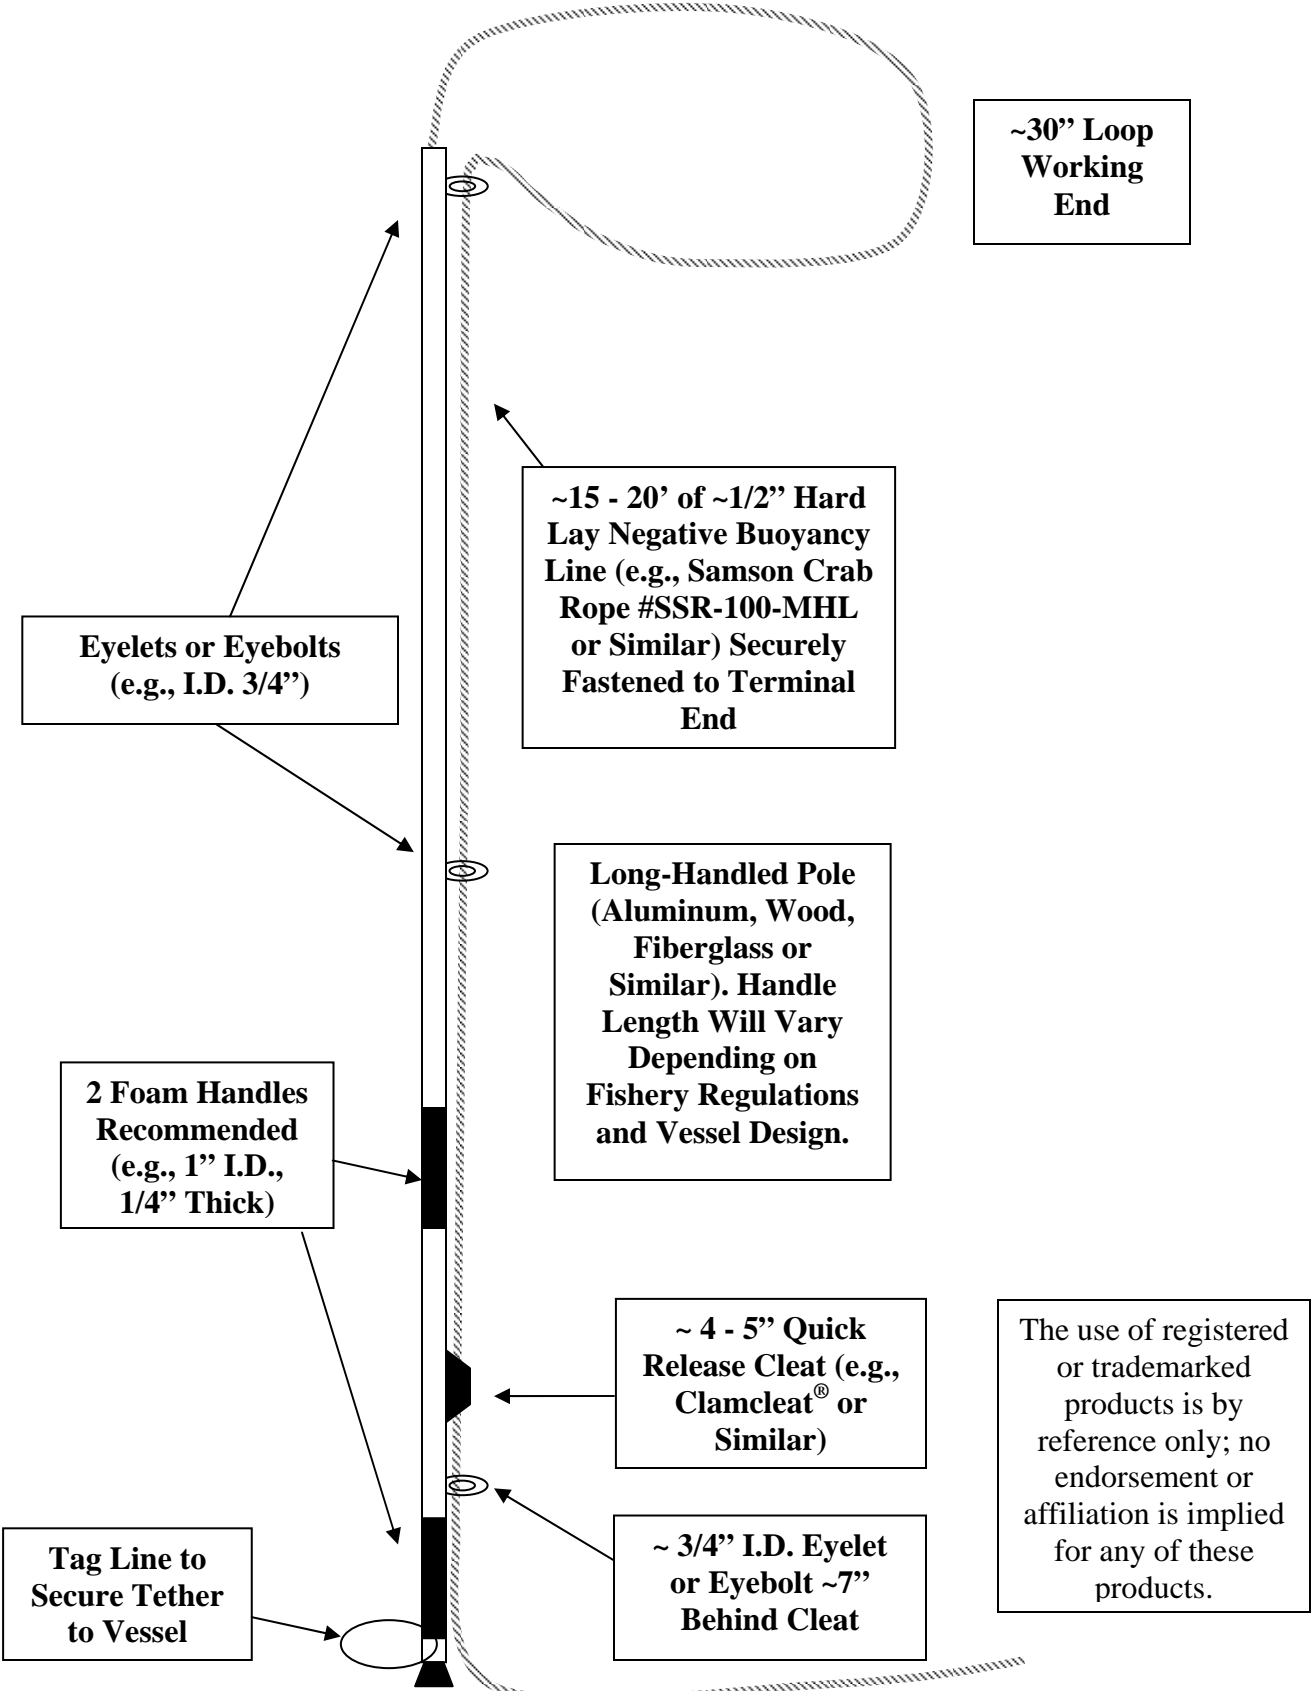 ~30” Loop
Working
End
~15 - 20’ of ~1/2” Hard
Lay Negative Buoyancy
Line (e.g., Samson Crab
Rope #SSR-100-MHL
or Similar) Securely
Fastened to Terminal
End
Eyelets or Eyebolts
(e.g., I.D. 3/4”)
Long-Handled Pole
(Aluminum, Wood,
Fiberglass or
Similar). Handle
Length Will Vary
Depending on
Fishery Regulations
and Vessel Design.
2 Foam Handles
Recommended
(e.g., 1” I.D.,
1/4” Thick)
~ 4 - 5” Quick
Release Cleat (e.g.,
Clamcleat® or
Similar)
The use of registered
or trademarked
products is by
reference only; no
endorsement or
affiliation is implied
for any of these
products.
~ 3/4” I.D. Eyelet
or Eyebolt ~7”
Behind Cleat
Tag Line to
Secure Tether
to Vessel